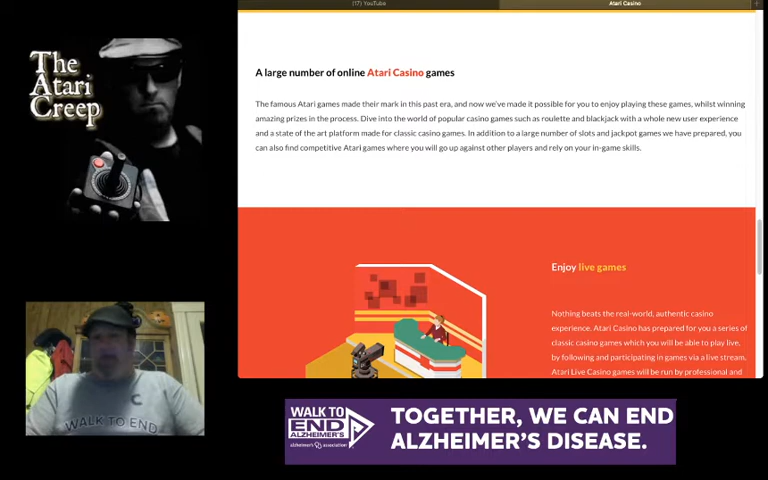 (17) YouTube
Atari Casino
The
Atari
Creep
A large number of online Atari Casino games
The famous Atari games made their mark in this past era, and now we've made it possible for you to enjoy playing these games, whilst winning
amazing prizes in the process. Dive into the world of popular casino games such as roulette and blackjack with a whole new user experience
and a state of the art platform made for classic casino games. In addition to a large number of slots and jackpot games we have prepared, you
can also find competitive Atari games where you will go up against other players and rely on your in-game skills.
Enjoy live games
Nothing beats the real-world, authentic casino
experience. Atari Casino has prepared for you a series of
classic casino games which you will be able to play live,
by following and participating in games via a live stream.
Atari Live Casino games will be run by professional and
WALK TO END
WALK TO
END
ALZHEIMER'S
alzheimer's association
TOGETHER, WE CAN END
ALZHEIMER'S DISEASE.